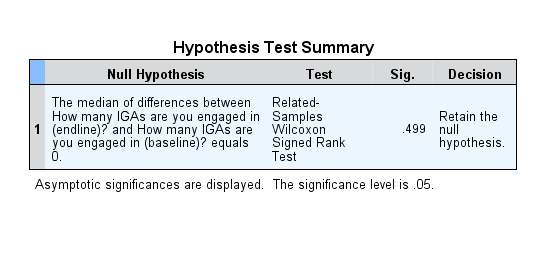 Hypothesis Test Summary
Null Hypothesis Test Sig. Decision
1
The median of differences between
How many IGAs are you engaged in
(endline)? and How many IGAs are
you engaged in (baseline)? equals
0.
Related-
Samples
Wilcoxon
Signed Rank
Test
.499
Retain the
null
hypothesis.
Asymptotic significances are displayed. The significance level is .05.